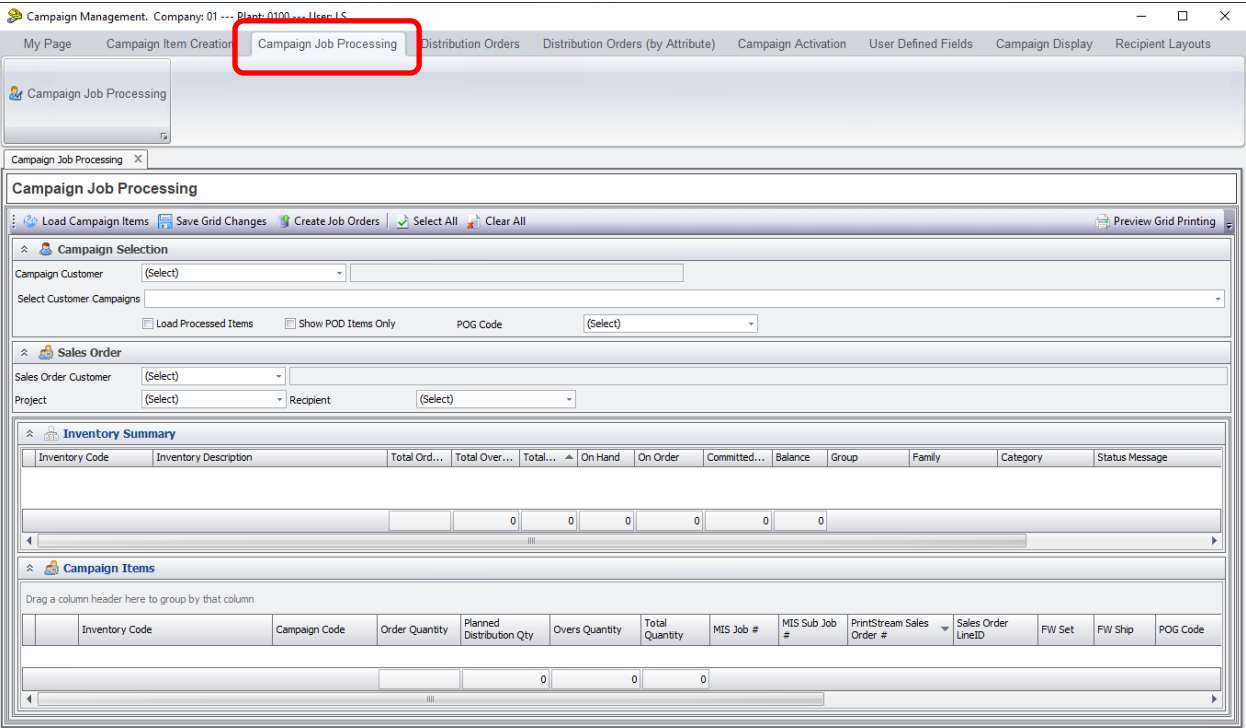 Campaign Management. Company: 01 --- Plant: 0100 --- User: LS
My Page Campaign Item Creation Campaign Job Processing Distribution Orders Distribution Orders (by Attribute) Campaign Activation User Defined Fields Campaign Display Recipient Layouts
Campaign Job Processing
Campaign Job Processing X
Campaign Job Processing
Load Campaign Items Save Grid Changes Create Job Orders Select All Clear All Preview Grid Printing
Campaign Selection
Campaign Customer (Select)
Select Customer Campaigns
Load Processed Items Show POD Items Only POG Code (Select)
Sales Order
Sales Order Customer (Select)
Project (Select) Recipient (Select)
Inventory Summary
Inventory Code Inventory Description Total Ord... Total Over... Total... On Hand On Order Committed... Balance Group Family Category Status Message
0 0 0 0 0 0
Campaign Items
Drag a column header here to group by that column
Inventory Code Campaign Code Order Quantity Planned Distribution Qty Overs Quantity Total Quantity MIS Job # MIS Sub Job # PrintStream Sales Order # Sales Order LineID FW Set FW Ship POG Code
0 0 0